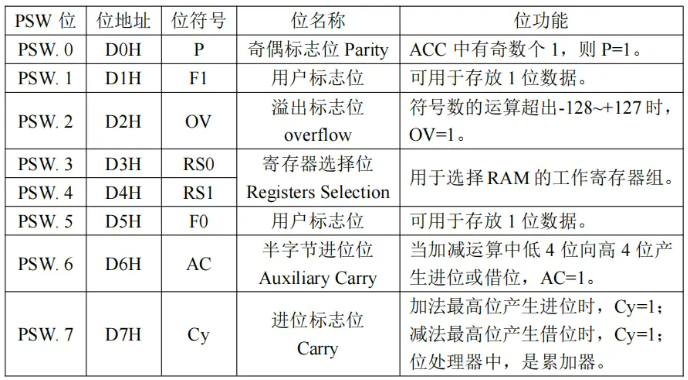 PSW 位 位地址 位符号 位名称 位功能
PSW. 0 D0H P 奇偶标志位 Parity ACC 中有奇数个 1，则 P=1。
PSW. 1 D1H F1 用户标志位 可用于存放 1 位数据。
PSW. 2 D2H OV 溢出标志位 overflow 符号数的运算超出-128~+127 时，
OV=1。
PSW. 3 D3H RS0 寄存器选择位 Registers Selection 用于选择 RAM 的工作寄存器组。
PSW. 4 D4H RS1
PSW. 5 D5H F0 用户标志位 可用于存放 1 位数据。
PSW. 6 D6H AC 半字节进位位 Auxiliary Carry 当加减运算中低 4 位向高 4 位产
生进位或借位，AC=1。
PSW. 7 D7H Cy 进位标志位 Carry 加法最高位产生进位时，Cy=1；
减法最高位产生借位时，Cy=1；
位处理器中，是累加器。